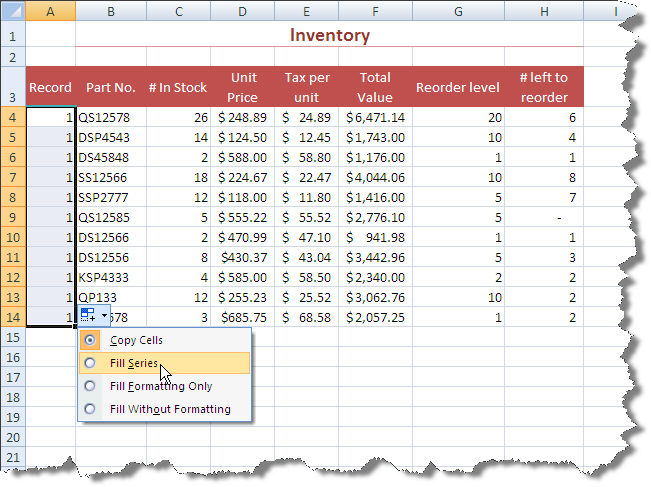 A B C D E F G H I
1 Inventory
2
3 Record Part No. # In Stock Unit Price Tax per unit Total Value Reorder level # left to reorder
4 1 QS12578 26 $ 248.89 $ 24.89 $ 6,471.14 20 6
5 1 DSP4543 14 $ 124.50 $ 12.45 $ 1,743.00 10 4
6 1 DS45848 2 $ 588.00 $ 58.80 $ 1,176.00 1 1
7 1 SS12566 18 $ 224.67 $ 22.47 $ 4,044.06 10 8
8 1 SSP2777 12 $ 118.00 $ 11.80 $ 1,416.00 5 7
9 1 QS12585 5 $ 555.22 $ 55.52 $ 2,776.10 5 -
10 1 DS12566 2 $ 470.99 $ 47.10 $ 941.98 1 1
11 1 DS12556 8 $430.37 $ 43.04 $ 3,442.96 5 3
12 1 KSP4333 4 $ 585.00 $ 58.50 $ 2,340.00 2 2
13 1 QP133 12 $ 255.23 $ 25.52 $ 3,062.76 10 2
14 1 578 3 $685.75 $ 68.58 $ 2,057.25 1 2
15
16
17
18
19
20
21
Copy Cells
Fill Series
Fill Formatting Only
Fill Without Formatting